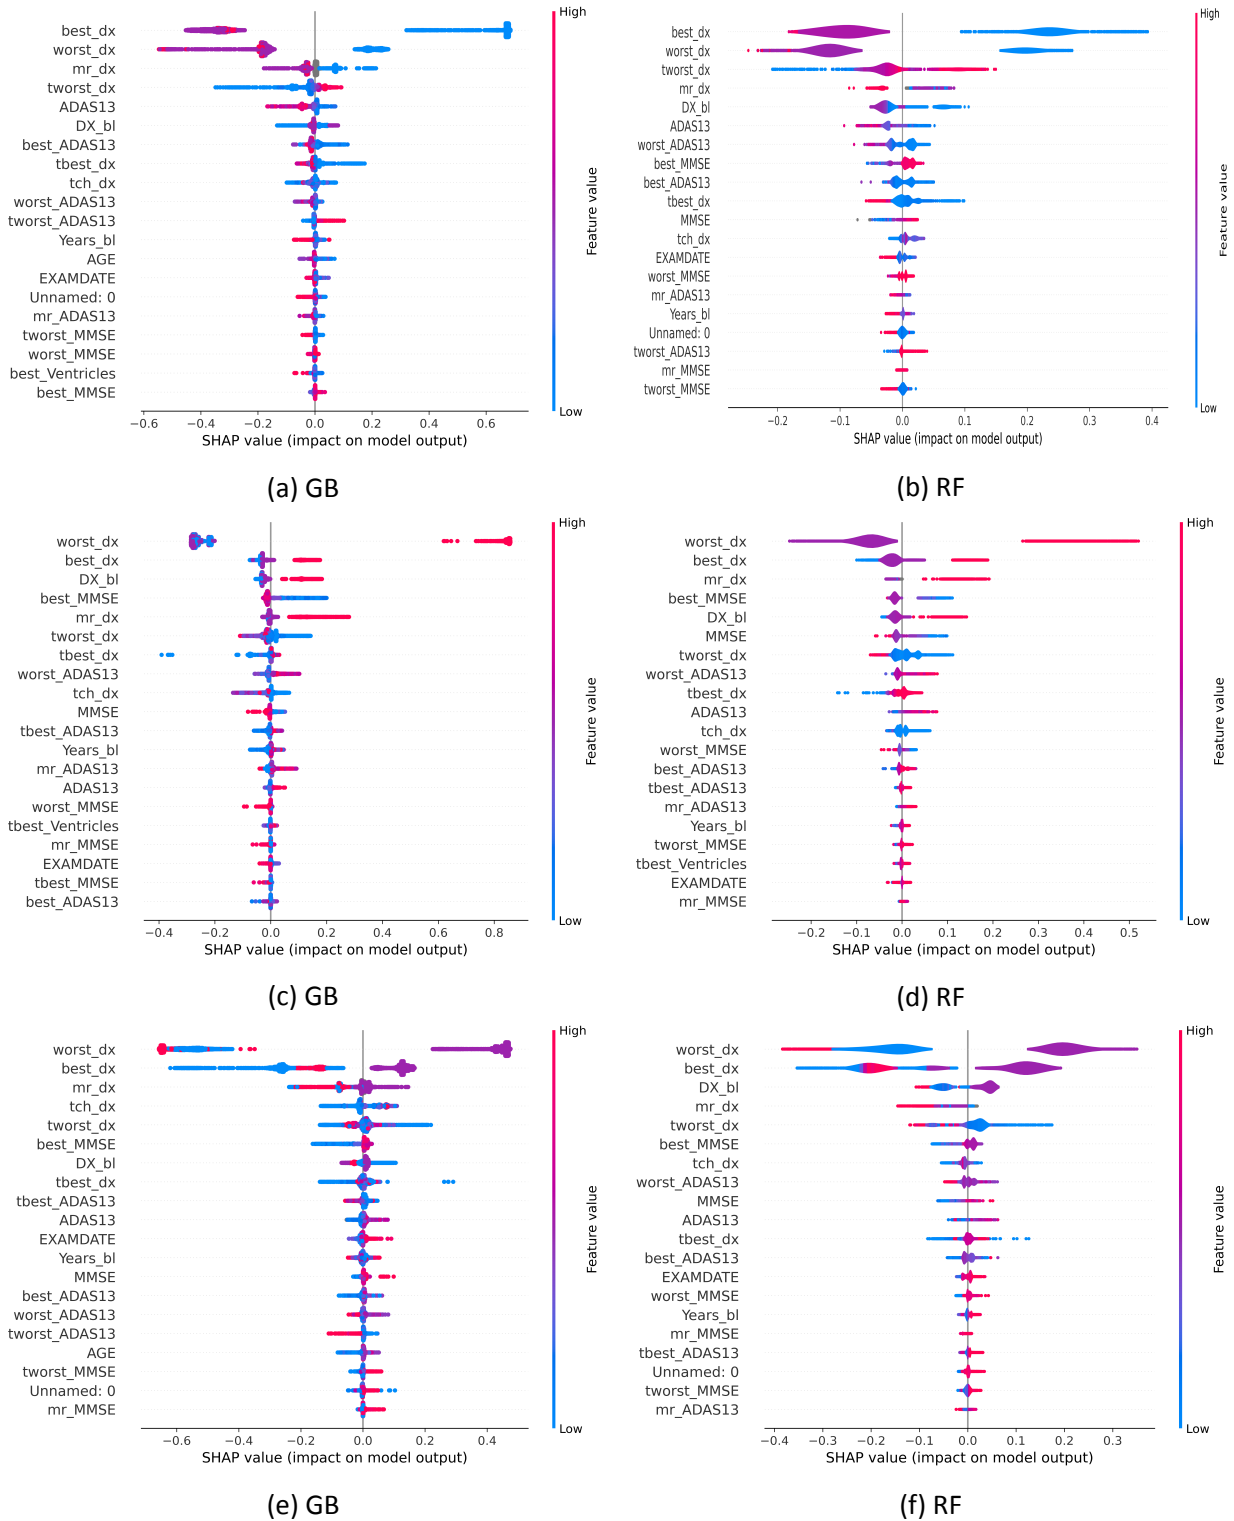 High
best_dx
worst_dx
mr_dx
tworst_dx
ADAS13
DX_bl
best_ADAS13
tbest_dx
tch_dx
worst_ADAS13
tworst_ADAS13
Years_bl
AGE
EXAMDATE
Unnamed: 0
mr_ADAS13
tworst_MMSE
worst_MMSE
best_Ventricles
best_MMSE
Feature value
Low
−0.6 −0.4 −0.2 0.0 0.2 0.4 0.6
SHAP value (impact on model output)
(a) GB
High
best_dx
worst_dx
tworst_dx
mr_dx
DX_bl
ADAS13
worst_ADAS13
best_MMSE
best_ADAS13
tbest_dx
MMSE
tch_dx
EXAMDATE
worst_MMSE
mr_ADAS13
Years_bl
Unnamed: 0
tworst_ADAS13
mr_MMSE
tworst_MMSE
Feature value
Low
−0.2 −0.1 0.0 0.1 0.2 0.3 0.4
SHAP value (impact on model output)
(b) RF
High
worst_dx
best_dx
DX_bl
best_MMSE
mr_dx
tworst_dx
tbest_dx
worst_ADAS13
tch_dx
MMSE
tbest_ADAS13
Years_bl
mr_ADAS13
ADAS13
worst_MMSE
tbest_Ventricles
mr_MMSE
EXAMDATE
tbest_MMSE
best_ADAS13
Feature value
Low
−0.4 −0.2 0.0 0.2 0.4 0.6 0.8
SHAP value (impact on model output)
(c) GB
High
worst_dx
best_dx
mr_dx
best_MMSE
DX_bl
MMSE
tworst_dx
worst_ADAS13
tbest_dx
ADAS13
tch_dx
worst_MMSE
best_ADAS13
tbest_ADAS13
mr_ADAS13
Years_bl
tworst_MMSE
tbest_Ventricles
EXAMDATE
mr_MMSE
Feature value
Low
−0.2 −0.1 0.0 0.1 0.2 0.3 0.4 0.5
SHAP value (impact on model output)
(d) RF
High
worst_dx
best_dx
mr_dx
tch_dx
tworst_dx
best_MMSE
DX_bl
tbest_dx
tbest_ADAS13
ADAS13
EXAMDATE
Years_bl
MMSE
best_ADAS13
worst_ADAS13
tworst_ADAS13
AGE
tworst_MMSE
Unnamed: 0
mr_MMSE
Feature value
Low
−0.6 −0.4 −0.2 0.0 0.2 0.4
SHAP value (impact on model output)
(e) GB
High
worst_dx
best_dx
DX_bl
mr_dx
tworst_dx
best_MMSE
tch_dx
worst_ADAS13
MMSE
ADAS13
tbest_dx
best_ADAS13
EXAMDATE
worst_MMSE
Years_bl
mr_MMSE
tbest_ADAS13
Unnamed: 0
tworst_MMSE
mr_ADAS13
Feature value
Low
−0.4 −0.3 −0.2 −0.1 0.0 0.1 0.2 0.3
SHAP value (impact on model output)
(f) RF